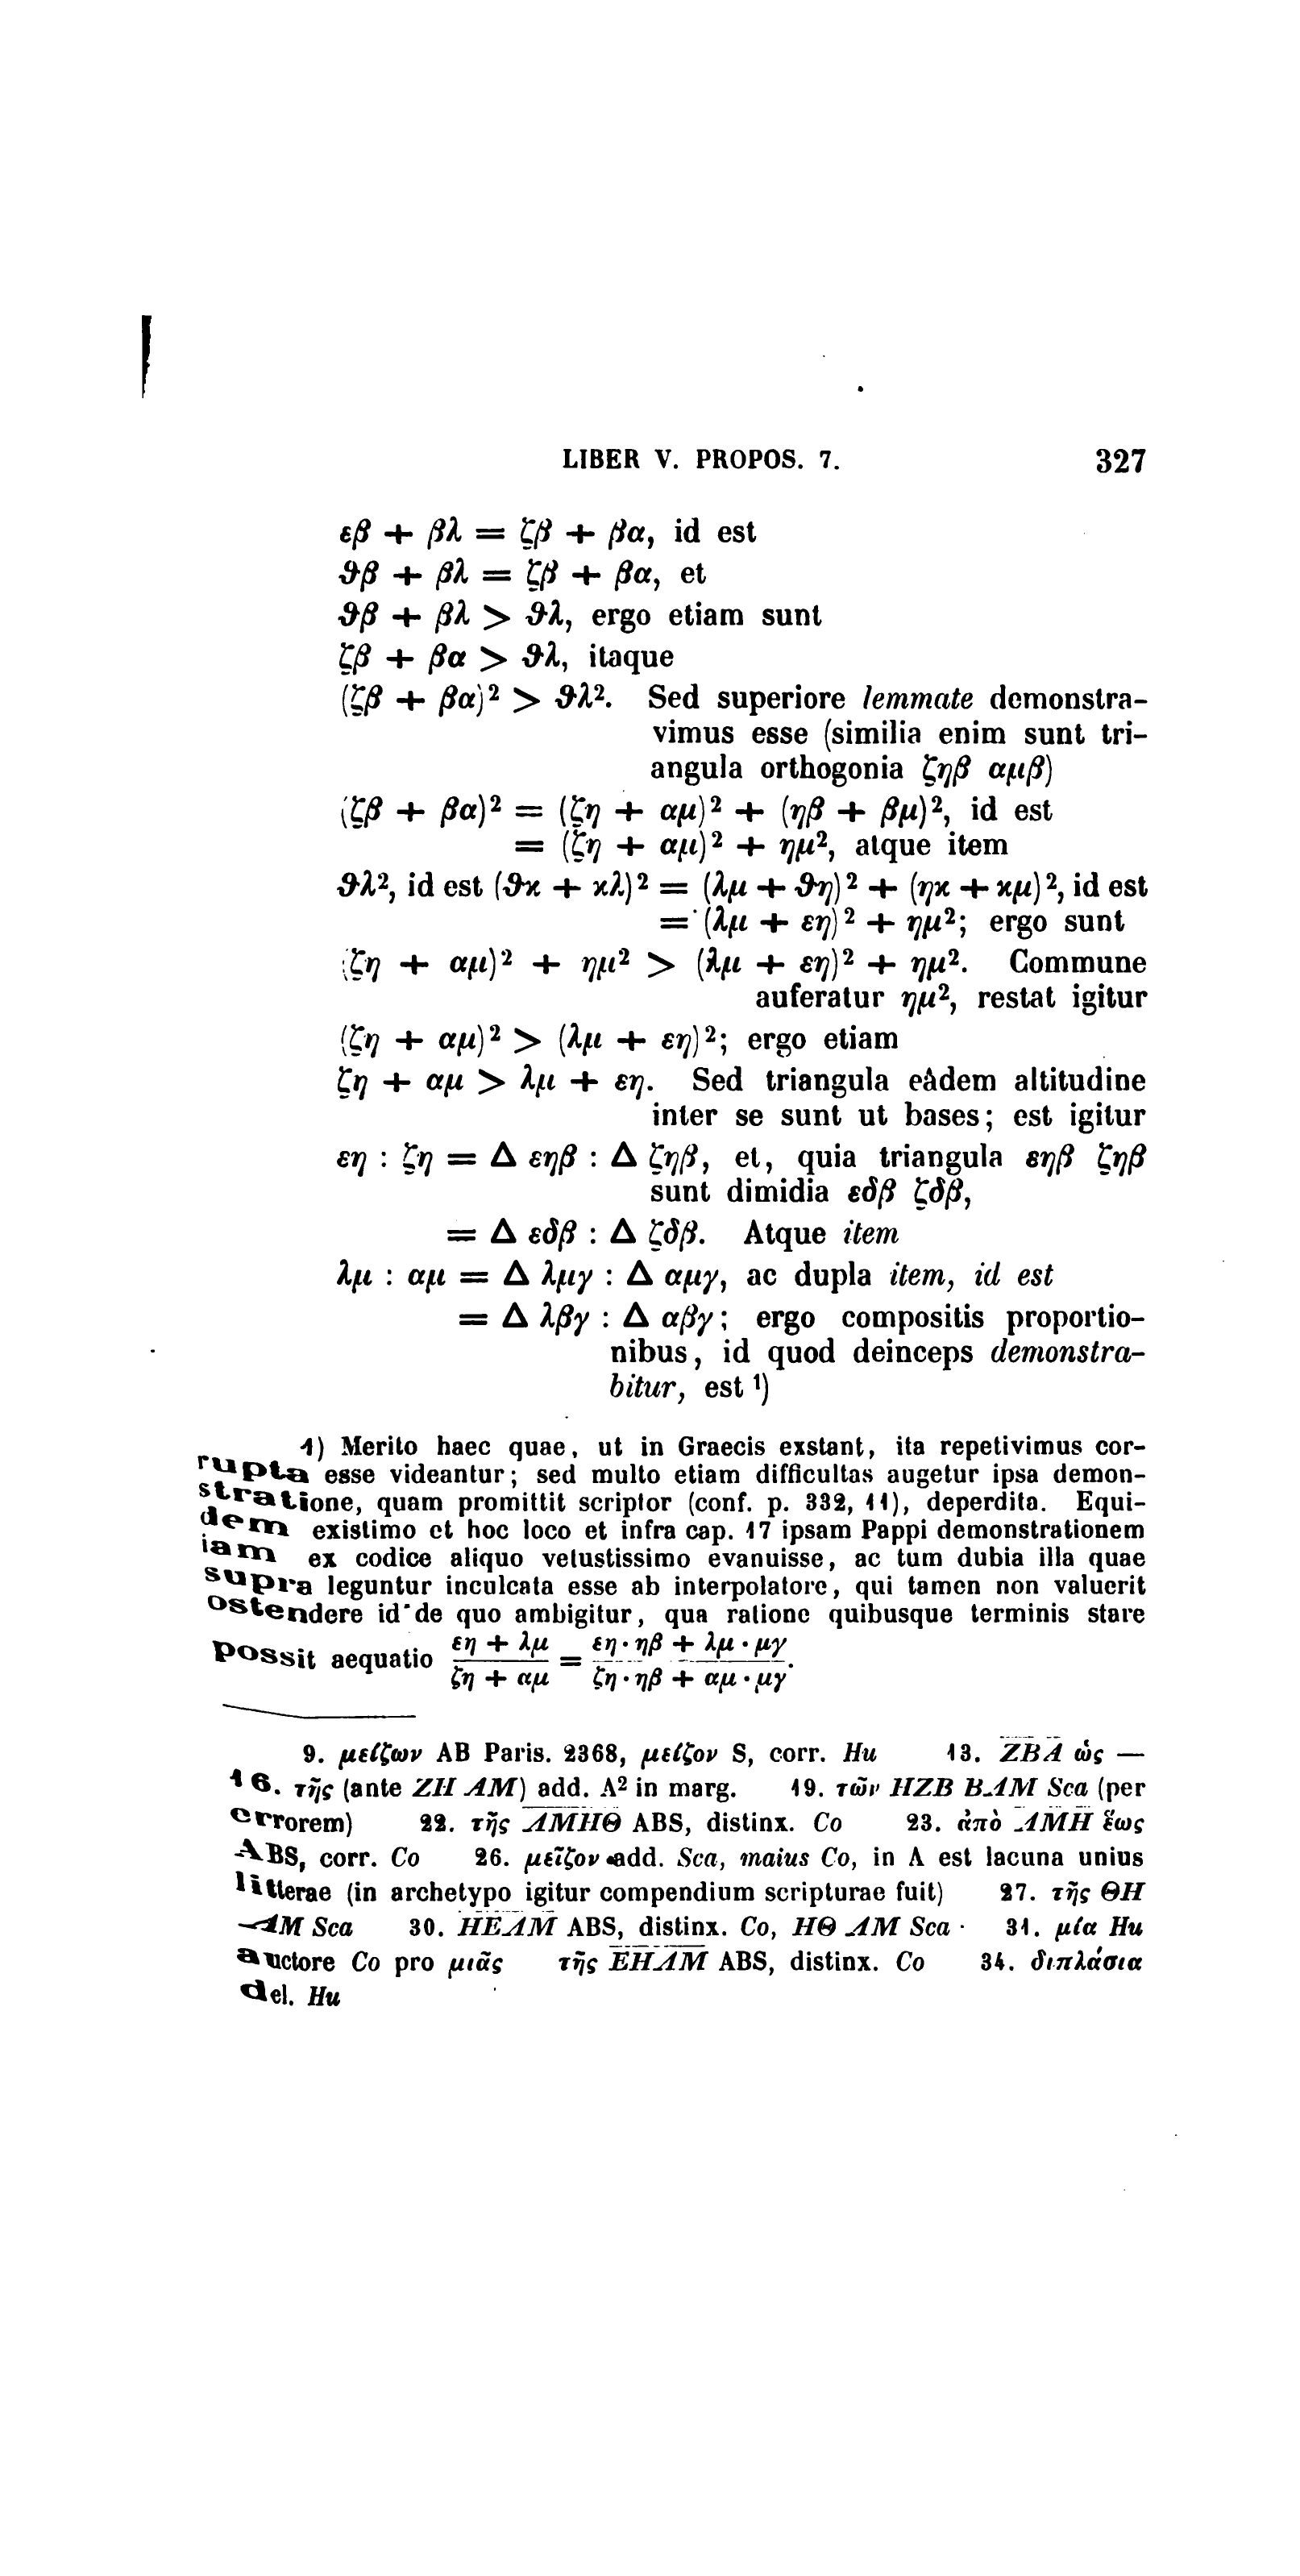 LIBER V. PROPOS. 7. 327
εβ + βλ = ζβ + βα, id est
ϑβ + βλ = ζβ + βα, et
ϑβ + βλ > ϑλ, ergo etiam sunt
ζβ + βα > ϑλ, itaque
(ζβ + βα)² > ϑλ². Sed superiore lemmate demonstra-
vimus esse (similia enim sunt tri-
angula orthogonia ζηβ αμβ)
(ζβ + βα)² = (ζη + αμ)² + (ηβ + βμ)², id est
= (ζη + αμ)² + ημ², atque item
ϑλ², id est (ϑκ + κλ)² = (λμ + ϑη)² + (ηκ + κμ)², id est
= (λμ + εη)² + ημ²; ergo sunt
(ζη + αμ)² + ημ² > (λμ + εη)² + ημ². Commune
auferatur ημ², restat igitur
(ζη + αμ)² > (λμ + εη)²; ergo etiam
ζη + αμ > λμ + εη. Sed triangula eâdem altitudine
inter se sunt ut bases; est igitur
εη : ζη = Δ εηβ : Δ ζηβ, et, quia triangula εηβ ζηβ
sunt dimidia εδβ ζδβ,
= Δ εδβ : Δ ζδβ. Atque item
λμ : αμ = Δ λμγ : Δ αμγ, ac dupla item, id est
= Δ λβγ : Δ αβγ; ergo compositis proportio-
nibus, id quod deinceps demonstra-
bitur, est ¹)
1) Merito haec quae, ut in Graecis exstant, ita repetivimus cor-
rupta esse videantur; sed multo etiam difficultas augetur ipsa demon-
stratione, quam promittit scriptor (conf. p. 332, 11), deperdita. Equi-
dem existimo et hoc loco et infra cap. 17 ipsam Pappi demonstrationem
iam ex codice aliquo vetustissimo evanuisse, ac tum dubia illa quae
supra leguntur inculcata esse ab interpolatore, qui tamen non valuerit
ostendere id de quo ambigitur, qua ratione quibusque terminis stare
possit aequatio (εη + λμ)/(ζη + αμ) = (εη · ηβ + λμ · μγ)/(ζη · ηβ + αμ · μγ).
9. μείζων AB Paris. 2368, μείζον S, corr. Hu 13. ΖΒΑ ὡς —
16. τῆς (ante ΖΗ ΑΜ) add. A² in marg. 19. τῶν ΗΖΒ ΒΑΜ Sca (per
errorem) 22. τῆς ΛΜΗΘ ABS, distinx. Co 23. ἀπὸ ΛΜΗ ἕως
ABS, corr. Co 26. μεῖζον add. Sca, maius Co, in A est lacuna unius
litterae (in archetypo igitur compendium scripturae fuit) 27. τῆς ΘΗ
ΛΜ Sca 30. ΗΕΛΜ ABS, distinx. Co, ΗΘ ΛΜ Sca 31. μία Hu
auctore Co pro μιᾶς τῆς ΕΗΛΜ ABS, distinx. Co 34. διπλάσια
del. Hu